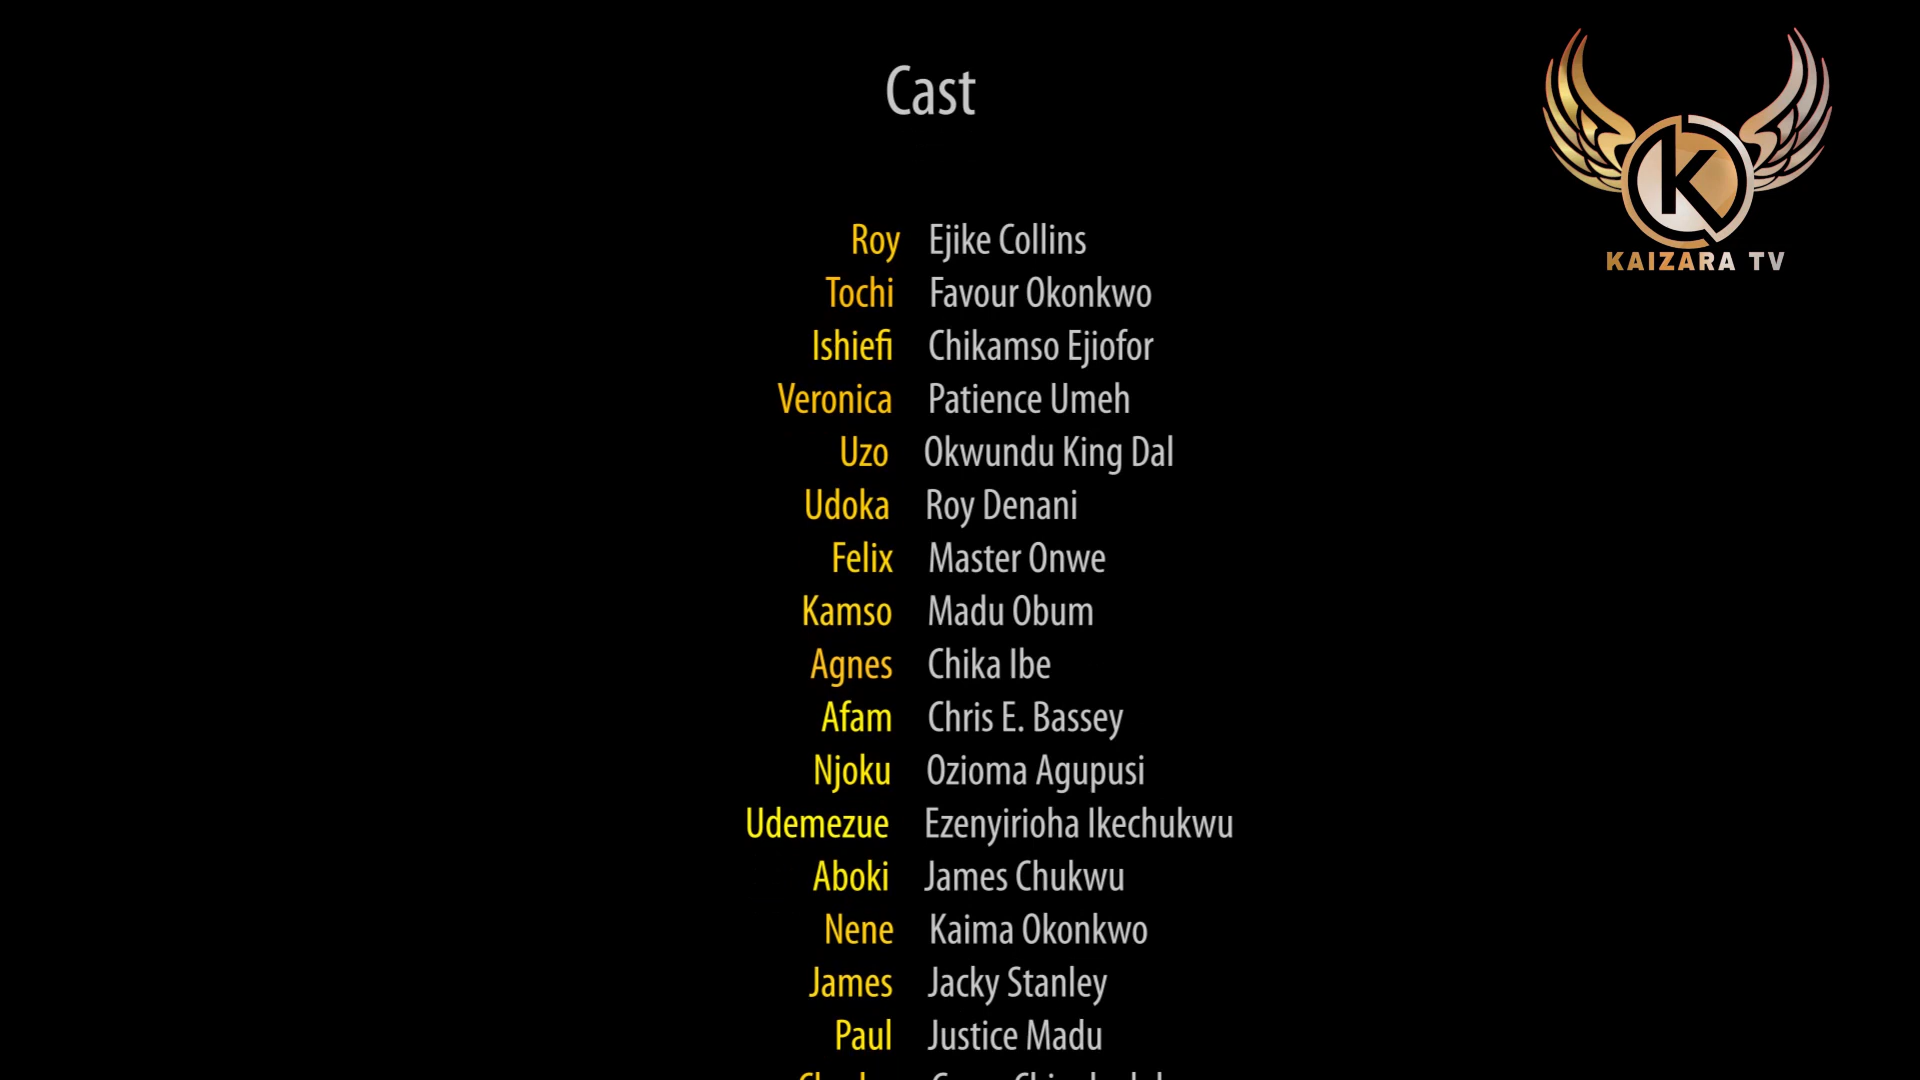 Cast
KAIZARA TV
Roy Ejike Collins
Tochi Favour Okonkwo
Ishiefi Chikamso Ejiofor
Veronica Patience Umeh
Uzo Okwundu King Dal
Udoka Roy Denani
Felix Master Onwe
Kamso Madu Obum
Agnes Chika Ibe
Afam Chris E. Bassey
Njoku Ozioma Agupusi
Udemezue Ezenyirioha Ikechukwu
Aboki James Chukwu
Nene Kaima Okonkwo
James Jacky Stanley
Paul Justice Madu